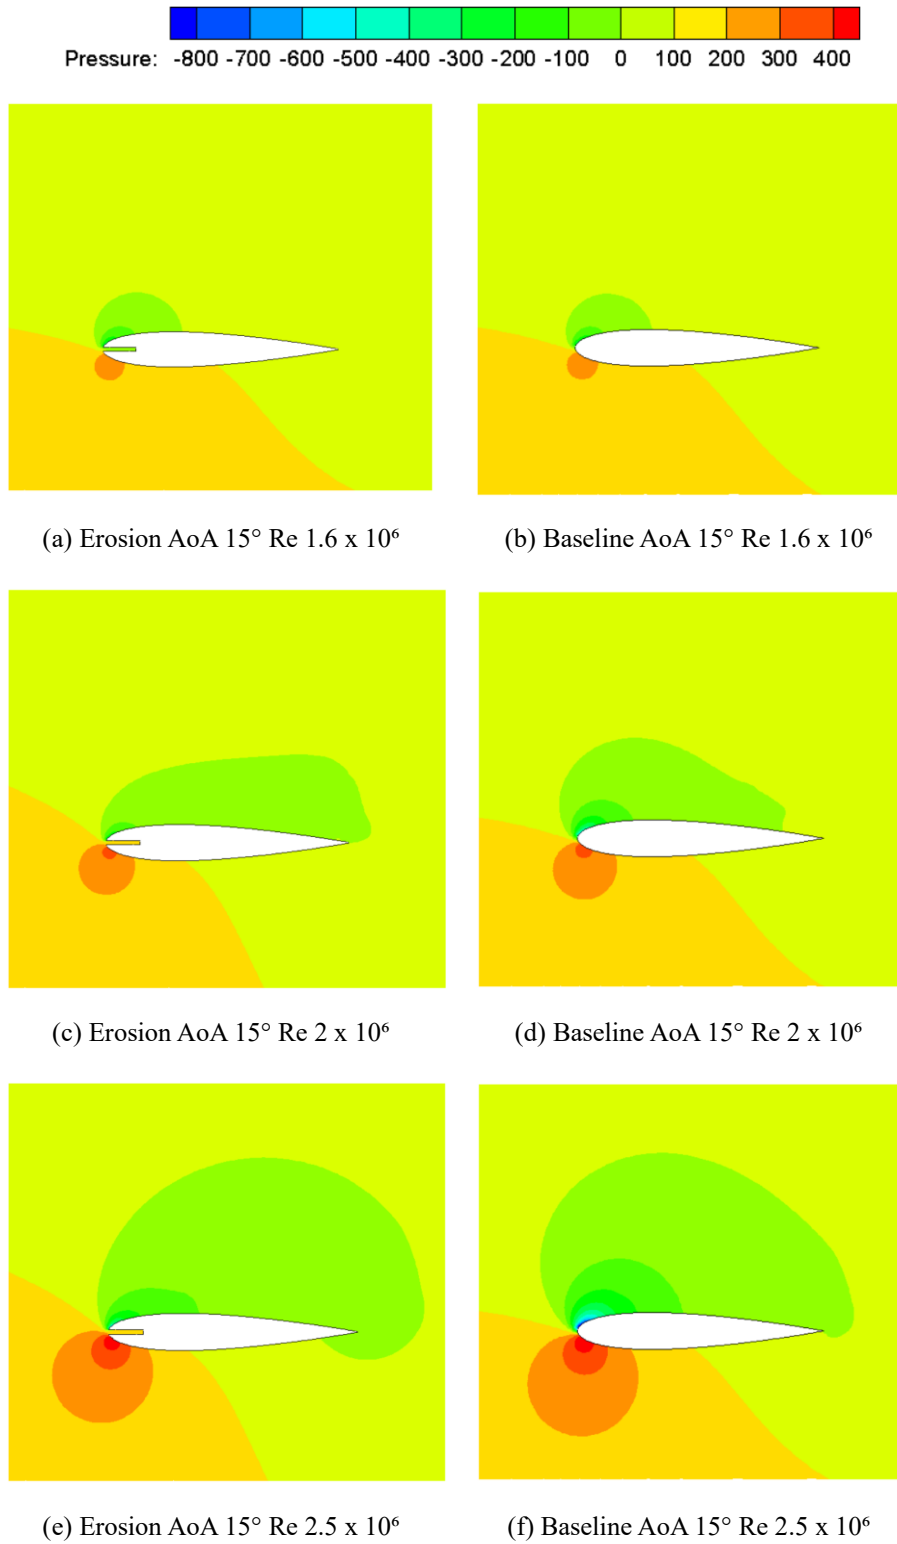 Pressure: -800 -700 -600 -500 -400 -300 -200 -100 0 100 200 300 400
(a) Erosion AoA 15° Re 1.6 x 10⁶
(b) Baseline AoA 15° Re 1.6 x 10⁶
(c) Erosion AoA 15° Re 2 x 10⁶
(d) Baseline AoA 15° Re 2 x 10⁶
(e) Erosion AoA 15° Re 2.5 x 10⁶
(f) Baseline AoA 15° Re 2.5 x 10⁶